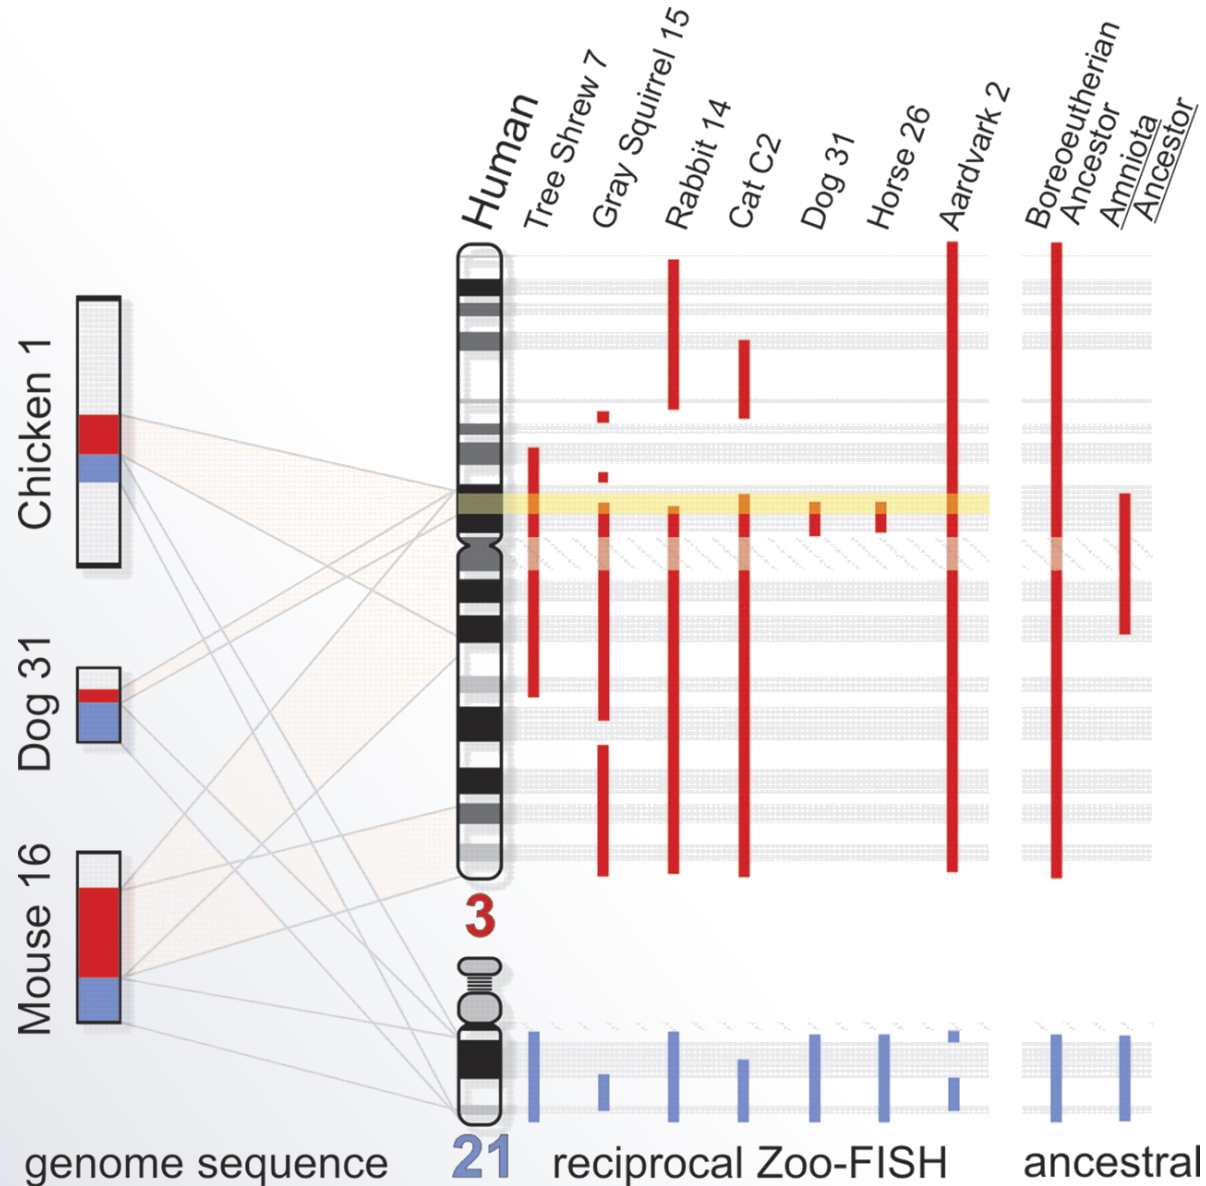 Human
Tree Shrew 7
Gray Squirrel 15
Rabbit 14
Cat C2
Dog 31
Horse 26
Aardvark 2
Boreoeutherian
Ancestor
Amniota
Ancestor
Chicken 1
Dog 31
Mouse 16
3
21
genome sequence
reciprocal Zoo-FISH
ancestral